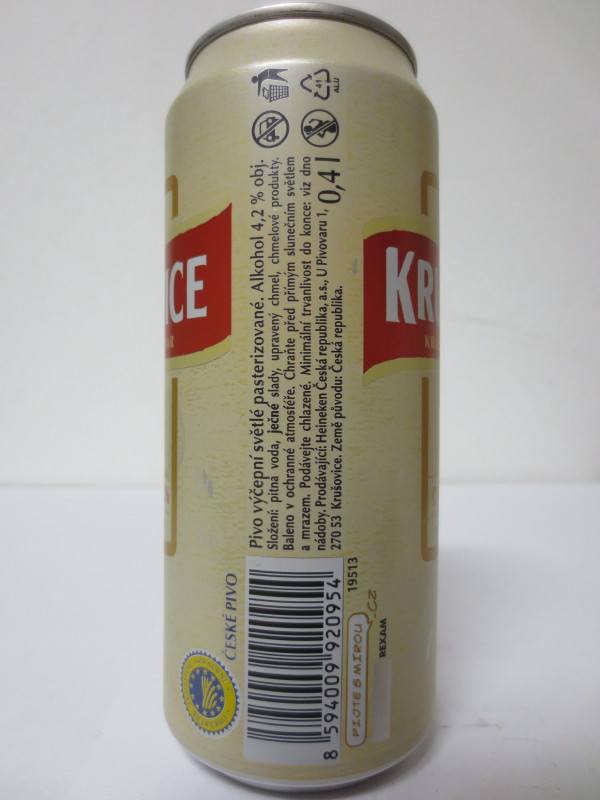 ICE
KR
Pivo výčepní světlé pasterizované. Alkohol 4,2 % obj.
Složení: pitná voda, ječné slady, upravený chmel, chmelové produkty.
Baleno v ochranné atmosféře. Chraňte před přímým slunečním světlem
a mrazem. Podávejte chlazené. Minimální trvanlivost do konce: viz dno
nádoby. Prodávající: Heineken Česká republika, a.s., U Pivovaru 1,
270 53 Krušovice. Země původu: Česká republika.
0,4 l
41
ALU
ČESKÉ PIVO
8 594009 920954
19513
PIJTE S MÍROU.CZ
REXAM